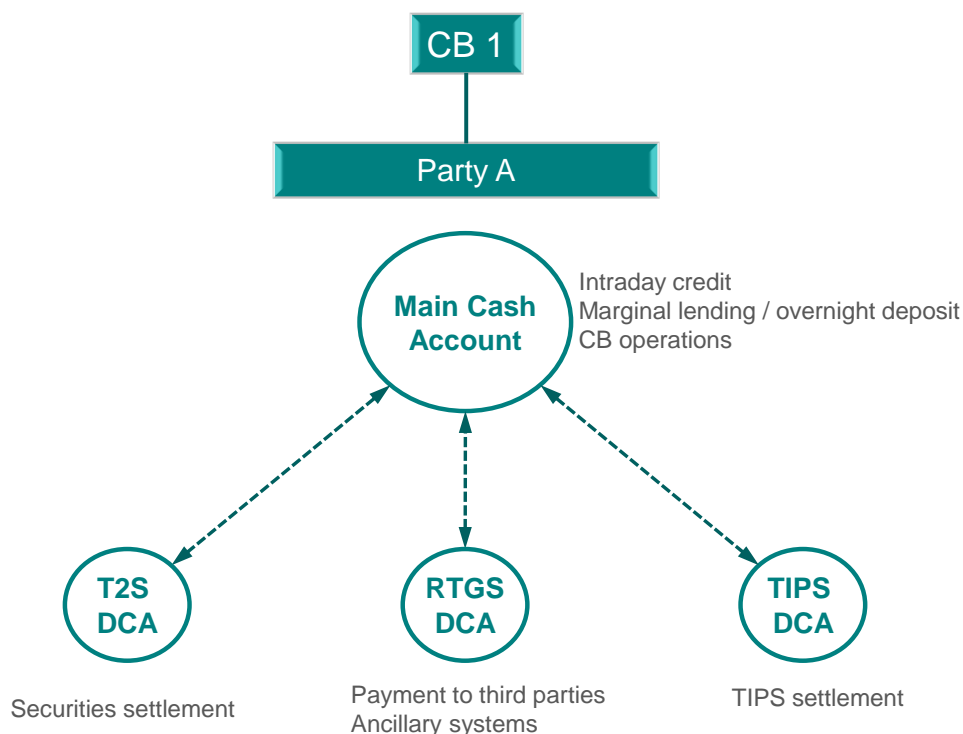 CB 1
Party A
Main Cash
Account
Intraday credit
Marginal lending / overnight deposit
CB operations
T2S
DCA
RTGS
DCA
TIPS
DCA
Securities settlement
Payment to third parties
Ancillary systems
TIPS settlement